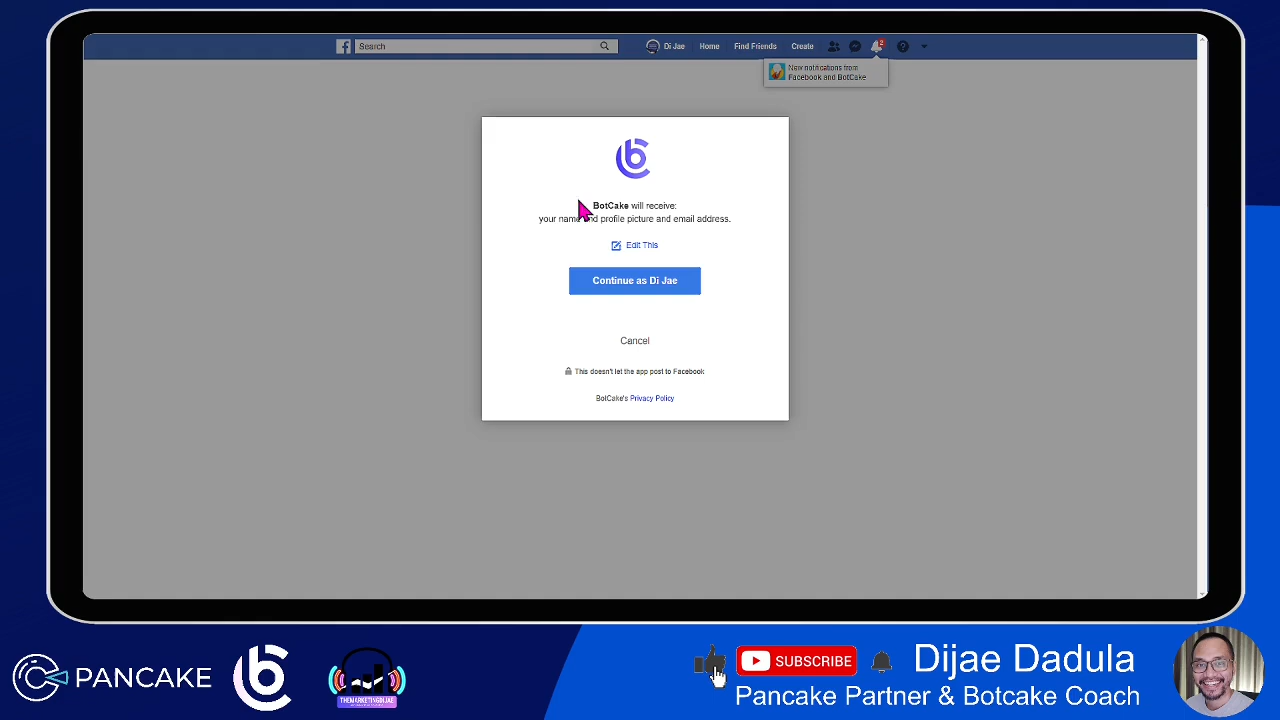 Search
Di Jae
Home
Find Friends
Create
2
New notifications from
Facebook and BotCake
BotCake will receive:
your name and profile picture and email address.
Edit This
Continue as Di Jae
Cancel
This doesn't let the app post to Facebook
BotCake's Privacy Policy
PANCAKE
THEMARKETINGDIJAE
SUBSCRIBE
Dijae Dadula
Pancake Partner & Botcake Coach